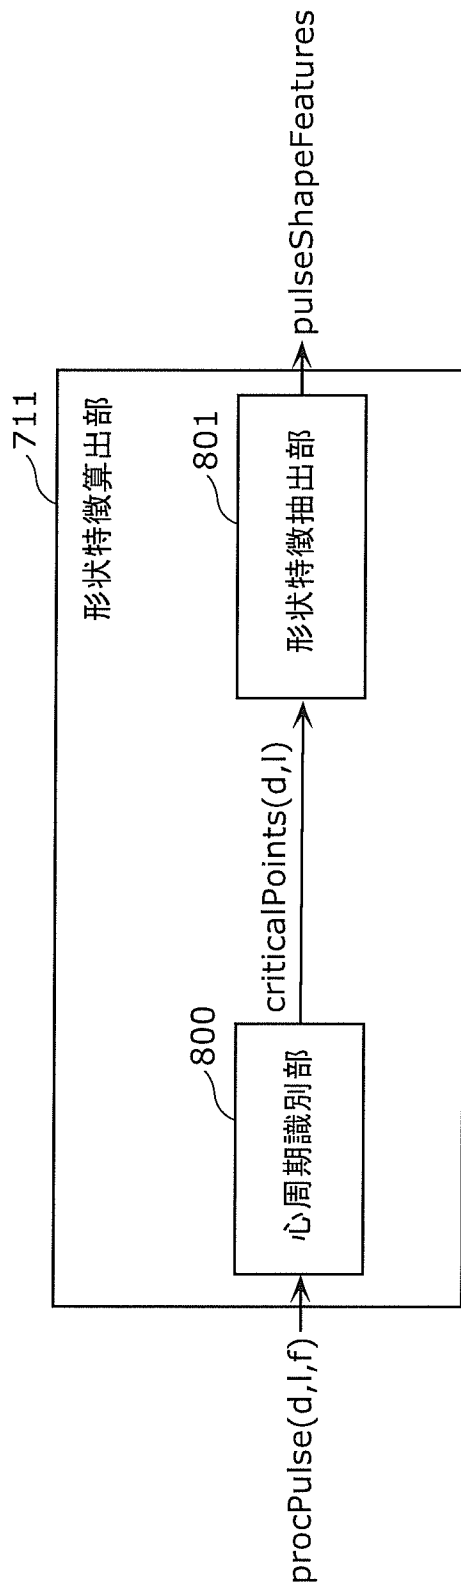 711
形状特徴算出部
procPulse(d,l,f)
800
心周期識別部
criticalPoints(d,l)
801
形状特徴抽出部
pulseShapeFeatures